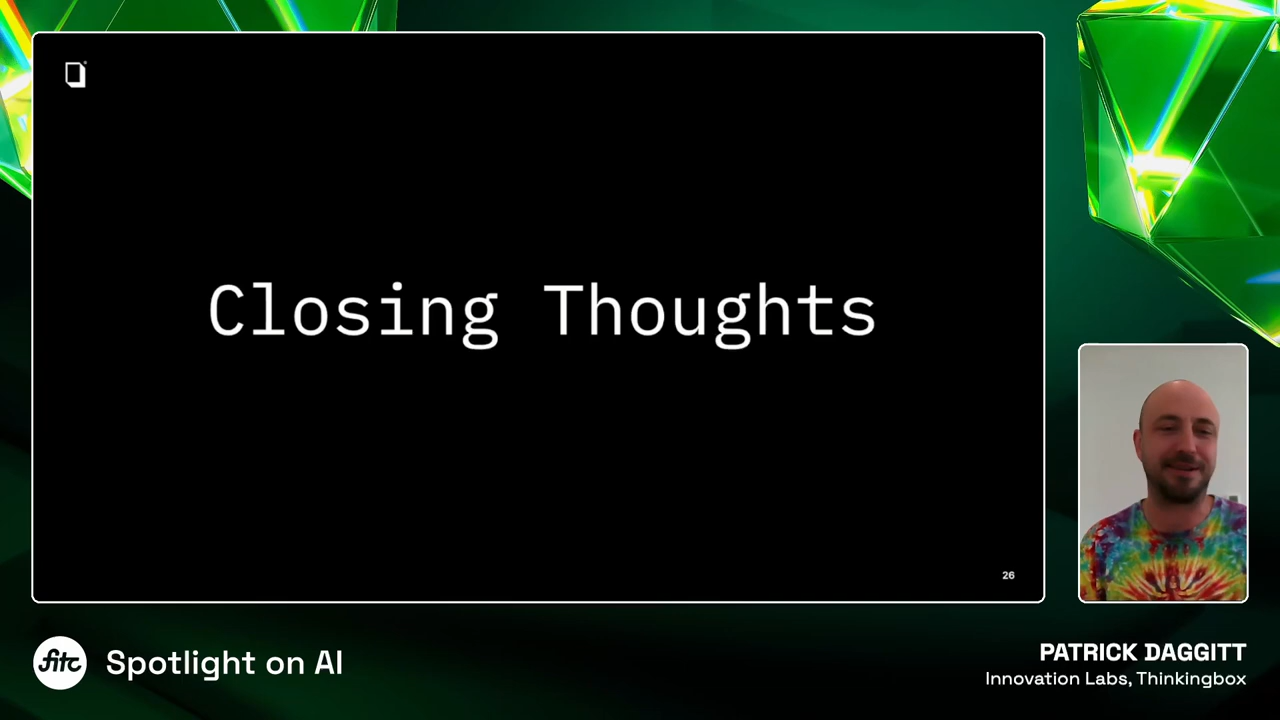 Closing Thoughts
26
fitc
Spotlight on AI
PATRICK DAGGITT
Innovation Labs, Thinkingbox